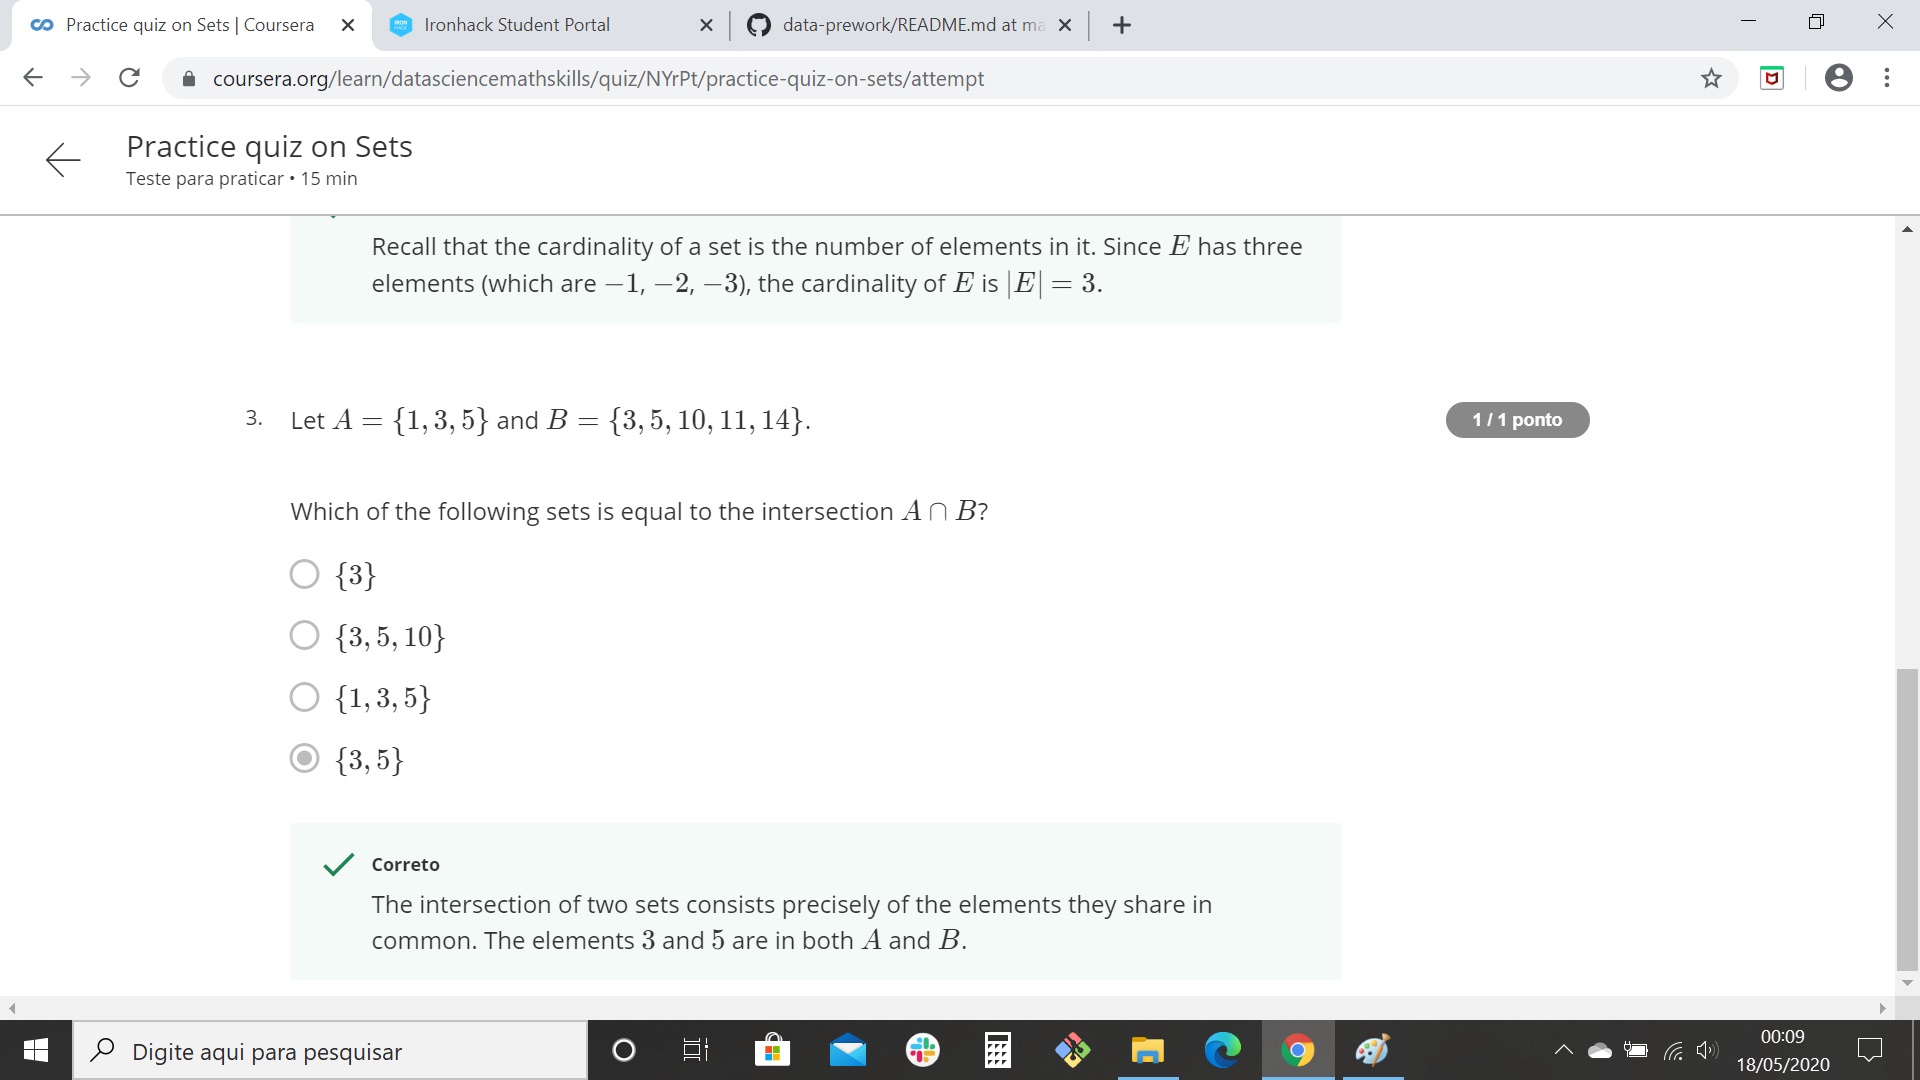 Practice quiz on Sets | Coursera
Ironhack Student Portal
data-prework/README.md at ma
coursera.org/learn/datasciencemathskills/quiz/NYrPt/practice-quiz-on-sets/attempt
Practice quiz on Sets
Teste para praticar • 15 min
Recall that the cardinality of a set is the number of elements in it. Since E has three
elements (which are −1, −2, −3), the cardinality of E is |E| = 3.
3. Let A = {1, 3, 5} and B = {3, 5, 10, 11, 14}.
1 / 1 ponto
Which of the following sets is equal to the intersection A ∩ B?
{3}
{3, 5, 10}
{1, 3, 5}
{3, 5}
Correto
The intersection of two sets consists precisely of the elements they share in
common. The elements 3 and 5 are in both A and B.
Digite aqui para pesquisar
00:09
18/05/2020